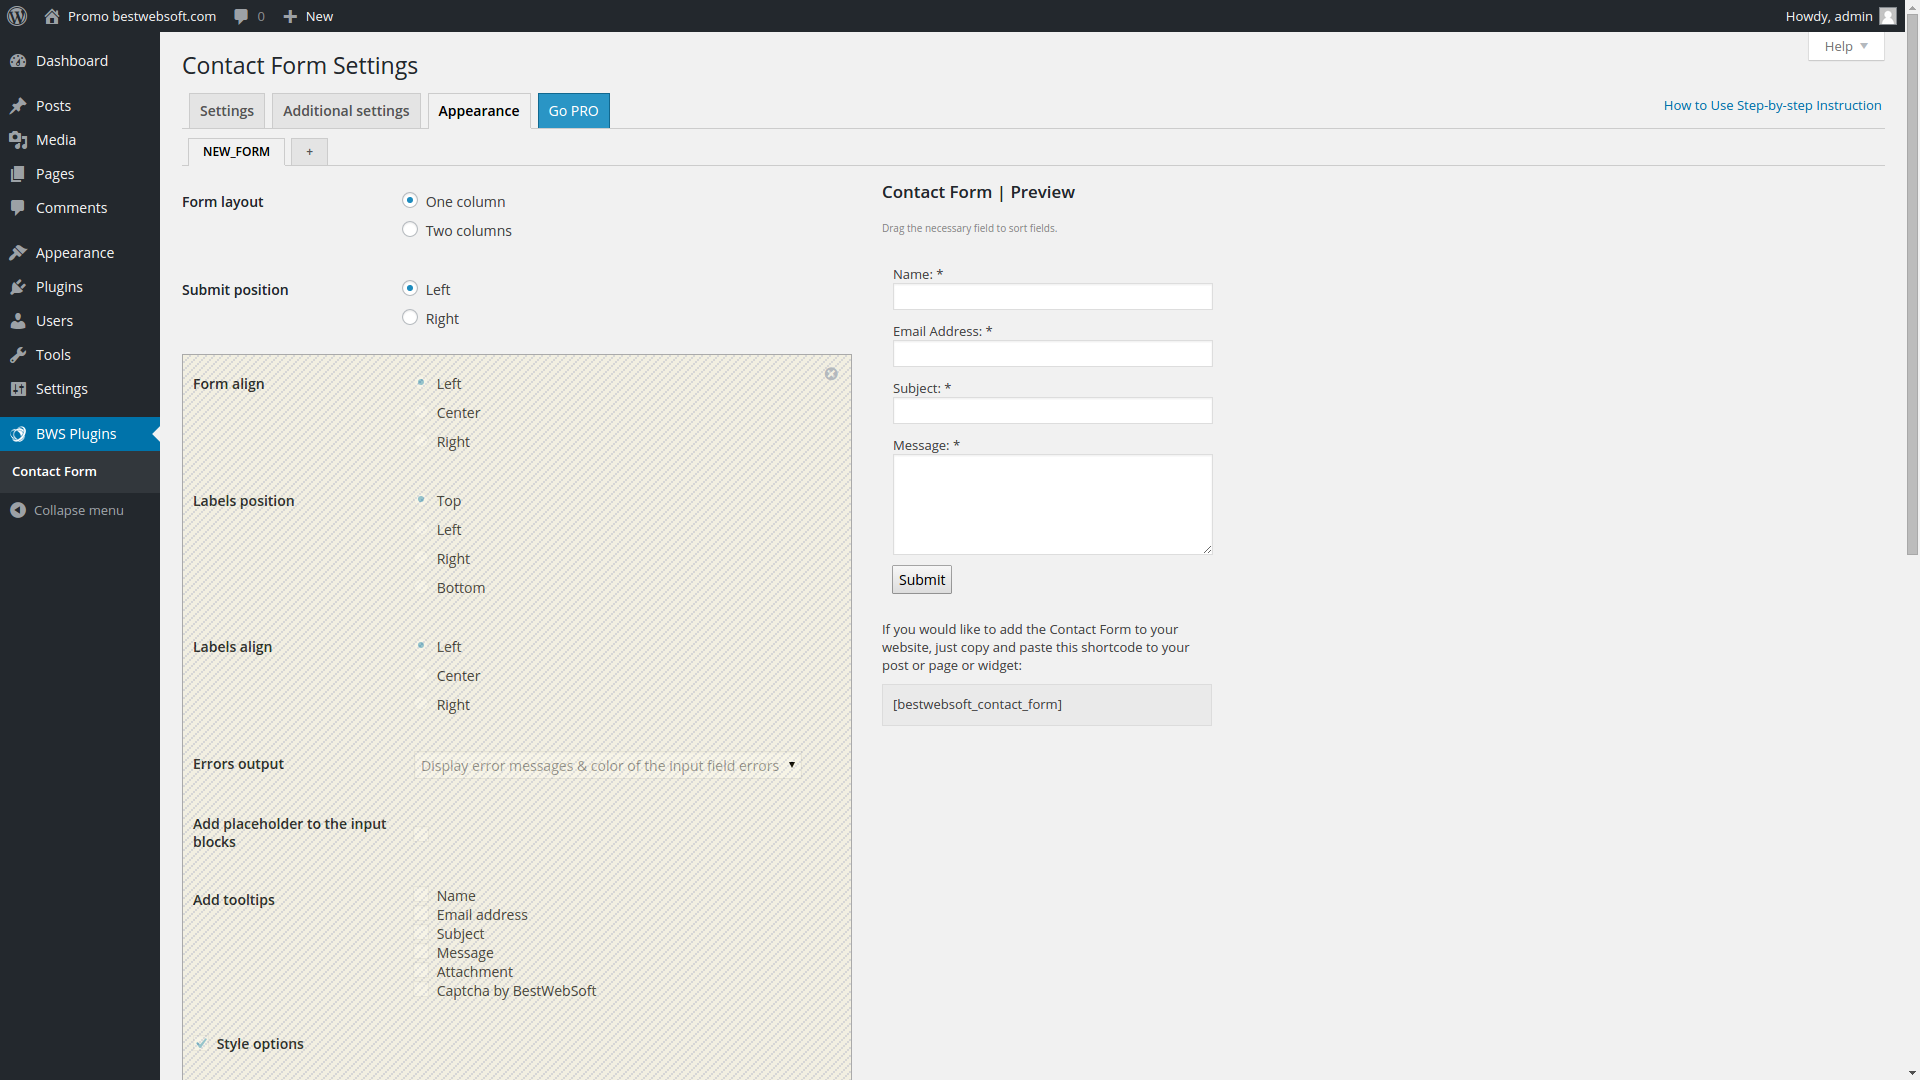 Promo bestwebsoft.com
0
New
Howdy, admin
Help
Dashboard
Posts
Media
Pages
Comments
Appearance
Plugins
Users
Tools
Settings
BWS Plugins
Contact Form
Collapse menu
Contact Form Settings
Settings
Additional settings
Appearance
Go PRO
How to Use Step-by-step Instruction
NEW_FORM
+
Form layout
One column
Two columns
Submit position
Left
Right
Form align
Left
Center
Right
Labels position
Top
Left
Right
Bottom
Labels align
Left
Center
Right
Errors output
Display error messages & color of the input field errors
Add placeholder to the input
blocks
Add tooltips
Name
Email address
Subject
Message
Attachment
Captcha by BestWebSoft
Style options
Contact Form | Preview
Drag the necessary field to sort fields.
Name: *
Email Address: *
Subject: *
Message: *
Submit
If you would like to add the Contact Form to your
website, just copy and paste this shortcode to your
post or page or widget:
[bestwebsoft_contact_form]